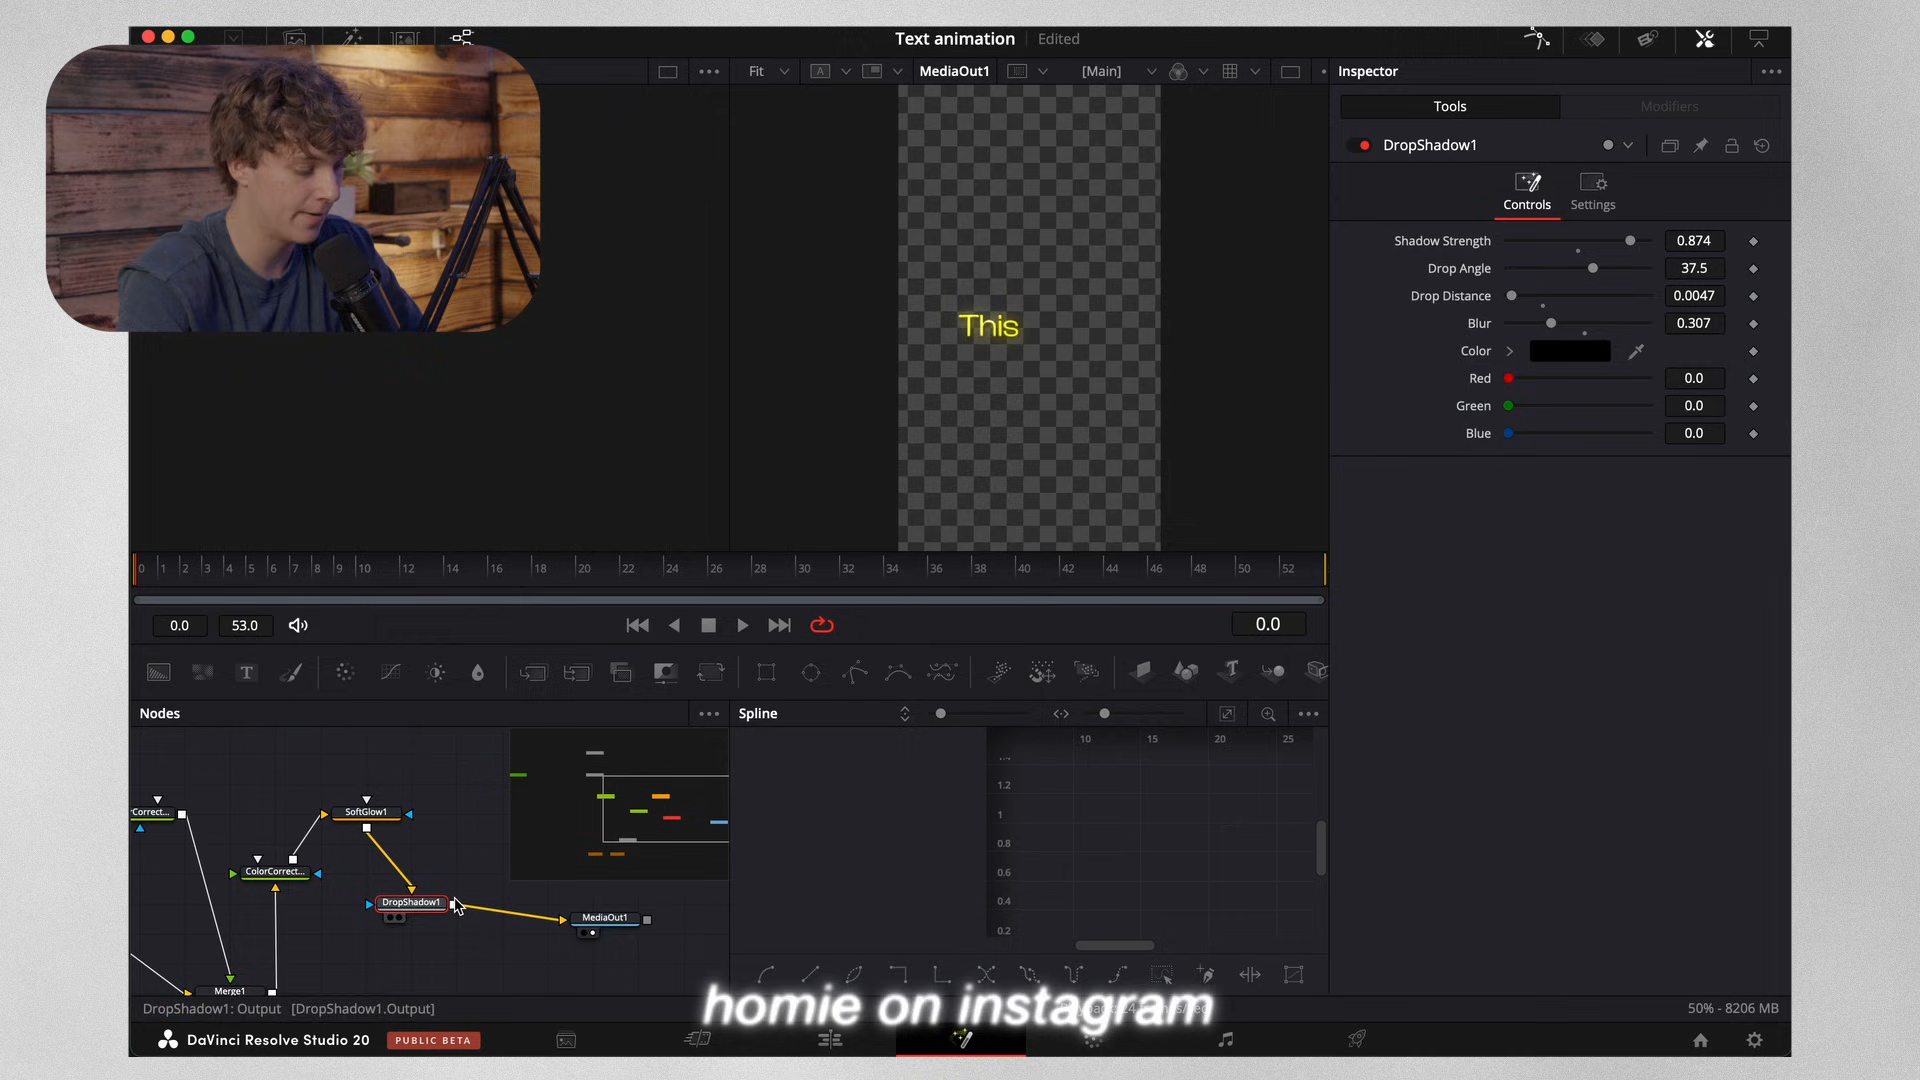 Text animation Edited
Fit A MediaOut1 [Main] Inspector
Tools Modifiers
DropShadow1
Controls Settings
Shadow Strength 0.874
Drop Angle 37.5
Drop Distance 0.0047
Blur 0.307
Color
Red 0.0
Green 0.0
Blue 0.0
This
0 1 2 3 4 5 6 7 8 9 10 12 14 16 18 20 22 24 26 28 30 32 34 36 38 40 42 44 46 48 50 52
0.0 53.0 0.0
T T
Nodes Spline
10 15 20 25
1.2
1
0.8
0.6
0.4
0.2
Correct... SoftGlow1
ColorCorrect...
DropShadow1 MediaOut1
Merge1
homie on instagram
DropShadow1: Output [DropShadow1.Output] 50% - 8206 MB
DaVinci Resolve Studio 20 PUBLIC BETA